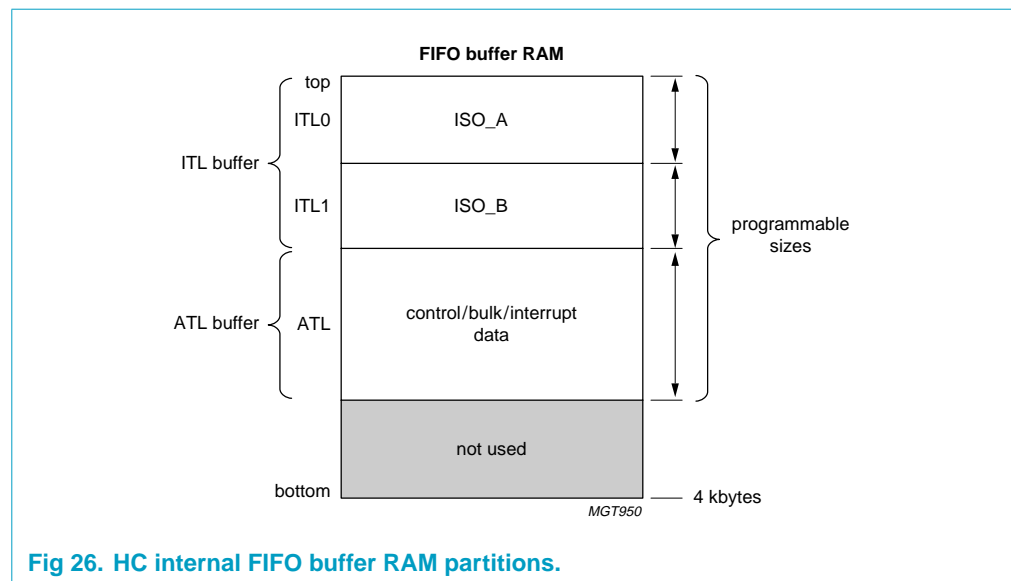 FIFO buffer RAM
top
ITL0
ISO_A
ITL buffer
ITL1
ISO_B
programmable
sizes
ATL buffer
ATL
control/bulk/interrupt
data
not used
bottom
4 kbytes
MGT950
Fig 26. HC internal FIFO buffer RAM partitions.